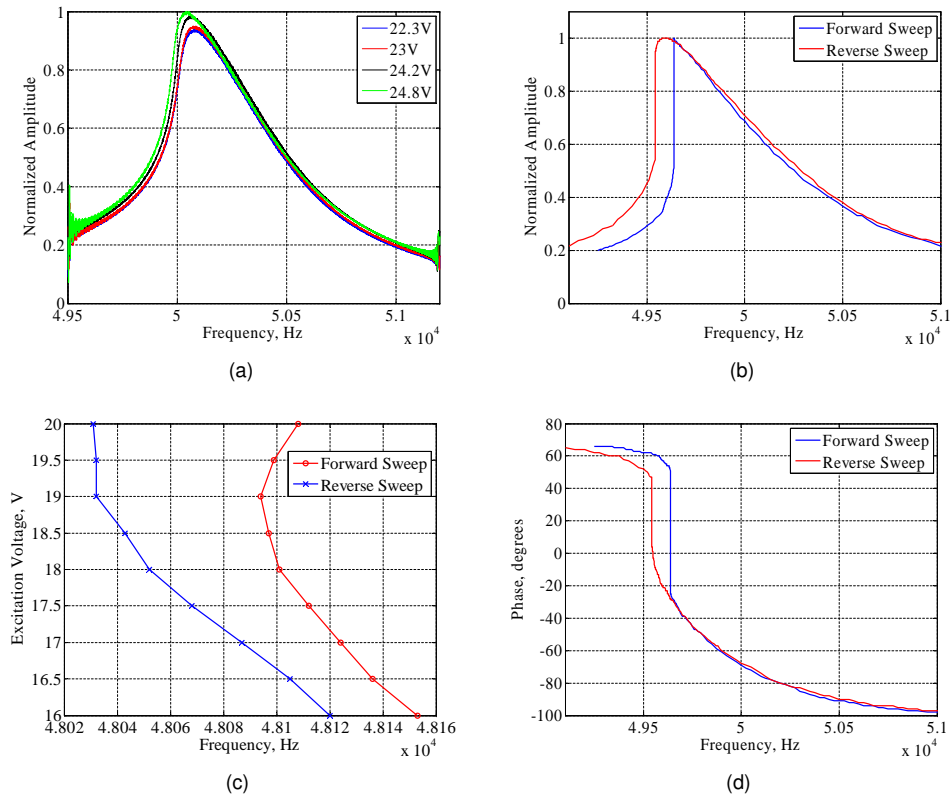 1
0.8
0.6
0.4
0.2
0
Normalized Amplitude
22.3V
23V
24.2V
24.8V
4.95 5 5.05 5.1
Frequency, Hz
x 10^4
(a)
1
0.8
0.6
0.4
0.2
0
Normalized Amplitude
Forward Sweep
Reverse Sweep
4.95 5 5.05 5.1
Frequency, Hz
x 10^4
(b)
20
19.5
19
18.5
18
17.5
17
16.5
16
Excitation Voltage, V
Forward Sweep
Reverse Sweep
4.802 4.804 4.806 4.808 4.81 4.812 4.814 4.816
Frequency, Hz
x 10^4
(c)
80
60
40
20
0
-20
-40
-60
-80
-100
Phase, degrees
Forward Sweep
Reverse Sweep
4.95 5 5.05 5.1
Frequency, Hz
x 10^4
(d)